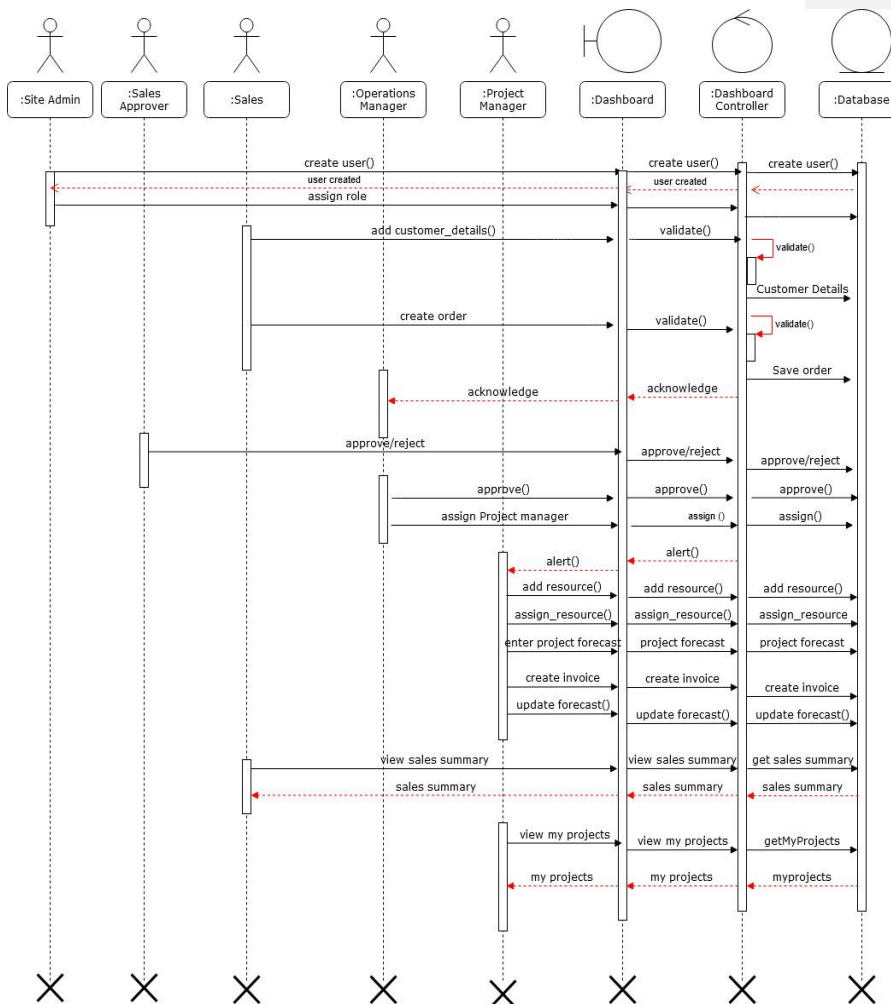 :Site Admin
:Sales
Approver
:Sales
:Operations
Manager
:Project
Manager
:Dashboard
:Dashboard
Controller
:Database
create user()
create user()
create user()
user created
user created
assign role
add customer_details()
validate()
validate()
Customer Details
create order
validate()
validate()
Save order
acknowledge
acknowledge
approve/reject
approve/reject
approve/reject
approve()
approve()
approve()
assign Project manager
assign ()
assign()
alert()
alert()
add resource()
add resource()
add resource()
assign_resource()
assign_resource()
assign_resource
enter project forecast
project forecast
project forecast
create invoice
create invoice
create invoice
update forecast()
update forecast()
update forecast()
view sales summary
view sales summary
get sales summary
sales summary
sales summary
sales summary
view my projects
view my projects
getMyProjects
my projects
my projects
myprojects